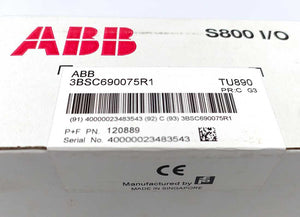 ABB S800 I/O
ABB
3BSC690075R1 TU890
PR:C G3
(91) 40000023483543 (92) C (93) 3BSC690075R1
P+F PN. 120889
Serial No. 40000023483543
CE
Manufactured by
MADE IN SINGAPORE